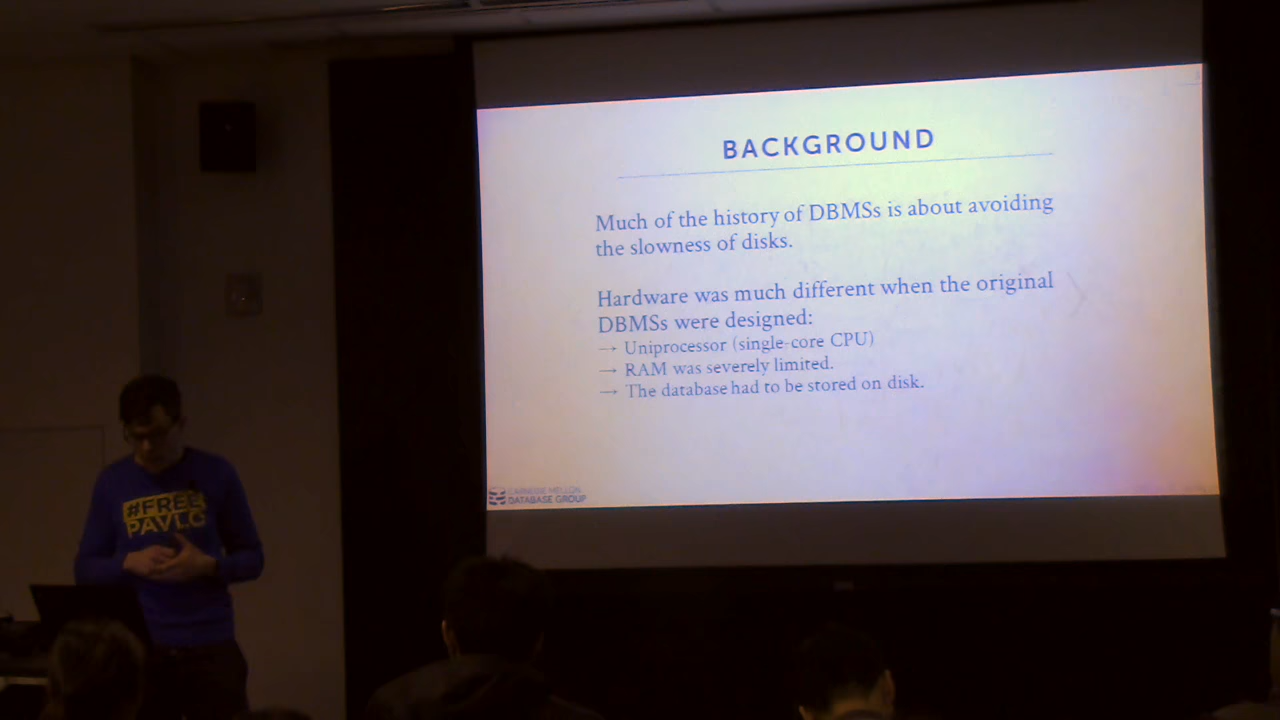 BACKGROUND
Much of the history of DBMSs is about avoiding
the slowness of disks.
Hardware was much different when the original
DBMSs were designed:
→ Uniprocessor (single-core CPU)
→ RAM was severely limited.
→ The database had to be stored on disk.
CARNEGIE MELLON
DATABASE GROUP
#FREE
PAVLO